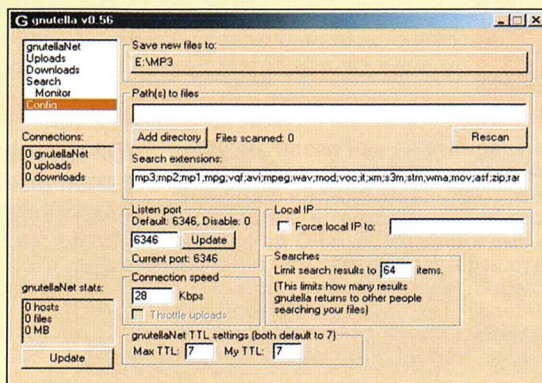 gnutella v0.56
gnutellaNet
Uploads
Downloads
Search
Monitor
Config
Connections:
0 gnutellaNet
0 uploads
0 downloads
gnutellaNet stats:
0 hosts
0 files
0 MB
Update
Save new files to:
E:\MP3
Path(s) to files
Add directory
Files scanned: 0
Rescan
Search extensions:
mp3;mp2;mp1;mpg;vqf;avi;mpeg;wav;mod;voc;it;xm;s3m;stm;wma;mov;asf;zip;rar
Listen port
Default: 6346, Disable: 0
6346 Update
Current port: 6346
Local IP
Force local IP to:
Connection speed
28 Kbps
Throttle uploads
Searches
Limit search results to 64 items.
(This limits how many results
gnutella returns to other people
searching your files)
gnutellaNet TTL settings (both default to 7)
Max TTL: 7 My TTL: 7